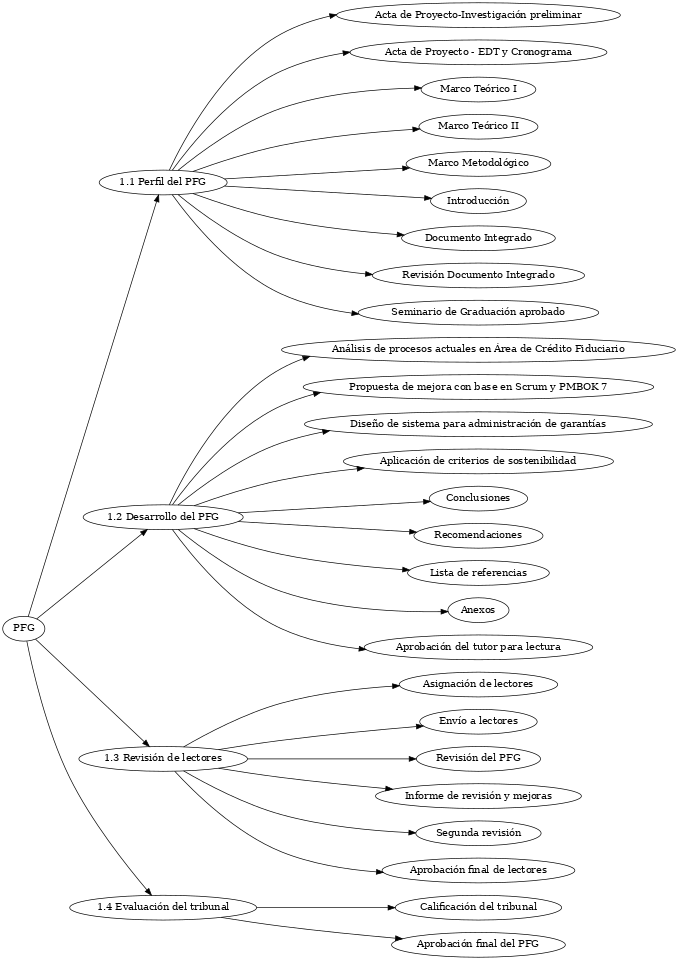 PFG
1.1 Perfil del PFG
Acta de Proyecto-Investigación preliminar
Acta de Proyecto - EDT y Cronograma
Marco Teórico I
Marco Teórico II
Marco Metodológico
Introducción
Documento Integrado
Revisión Documento Integrado
Seminario de Graduación aprobado
1.2 Desarrollo del PFG
Análisis de procesos actuales en Área de Crédito Fiduciario
Propuesta de mejora con base en Scrum y PMBOK 7
Diseño de sistema para administración de garantías
Aplicación de criterios de sostenibilidad
Conclusiones
Recomendaciones
Lista de referencias
Anexos
Aprobación del tutor para lectura
1.3 Revisión de lectores
Asignación de lectores
Envío a lectores
Revisión del PFG
Informe de revisión y mejoras
Segunda revisión
Aprobación final de lectores
1.4 Evaluación del tribunal
Calificación del tribunal
Aprobación final del PFG